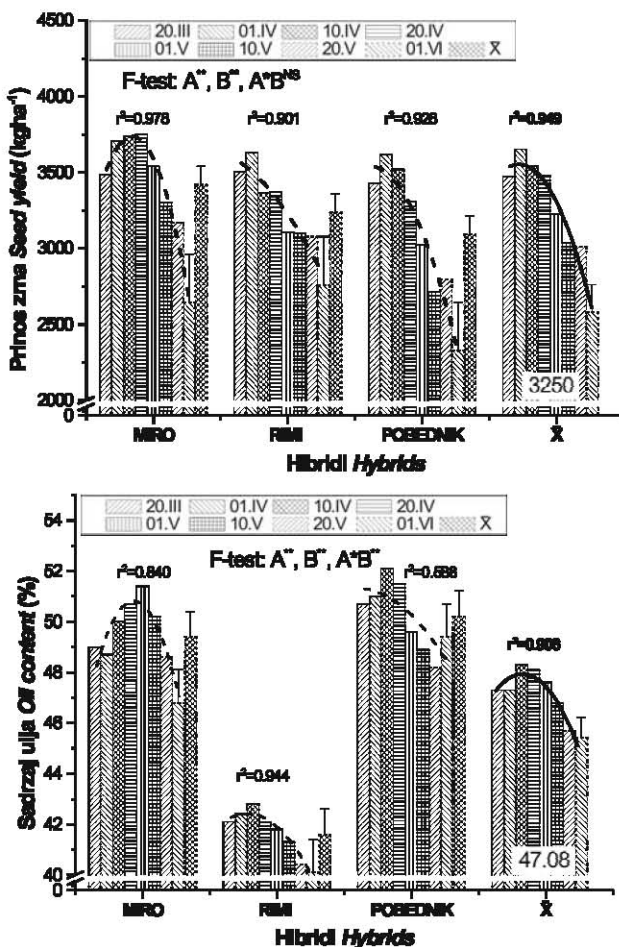 4500
4000
3750
3500
3000
2500
2000
0
Prinos zrna Seed yield (kgha⁻¹)
20.III 01.IV 10.IV 20.IV
01.V 10.V 20.V 01.VI X̄
F-test: A**, B**, A*B^NS
r²=0.978 r²=0.901 r²=0.928 r²=0.949
3250
MIRO RIMI POBEDNIK X̄
Hibridi Hybrids
54
52
50
48
46
44
42
40
0
Sadrzaj ulja Oil content (%)
20.III 01.IV 10.IV 20.IV
01.V 10.V 20.V 01.VI X̄
F-test: A**, B**, A*B**
r²=0.840 r²=0.944 r²=0.588 r²=0.906
47.08
MIRO RIMI POBEDNIK X̄
Hibridi Hybrids